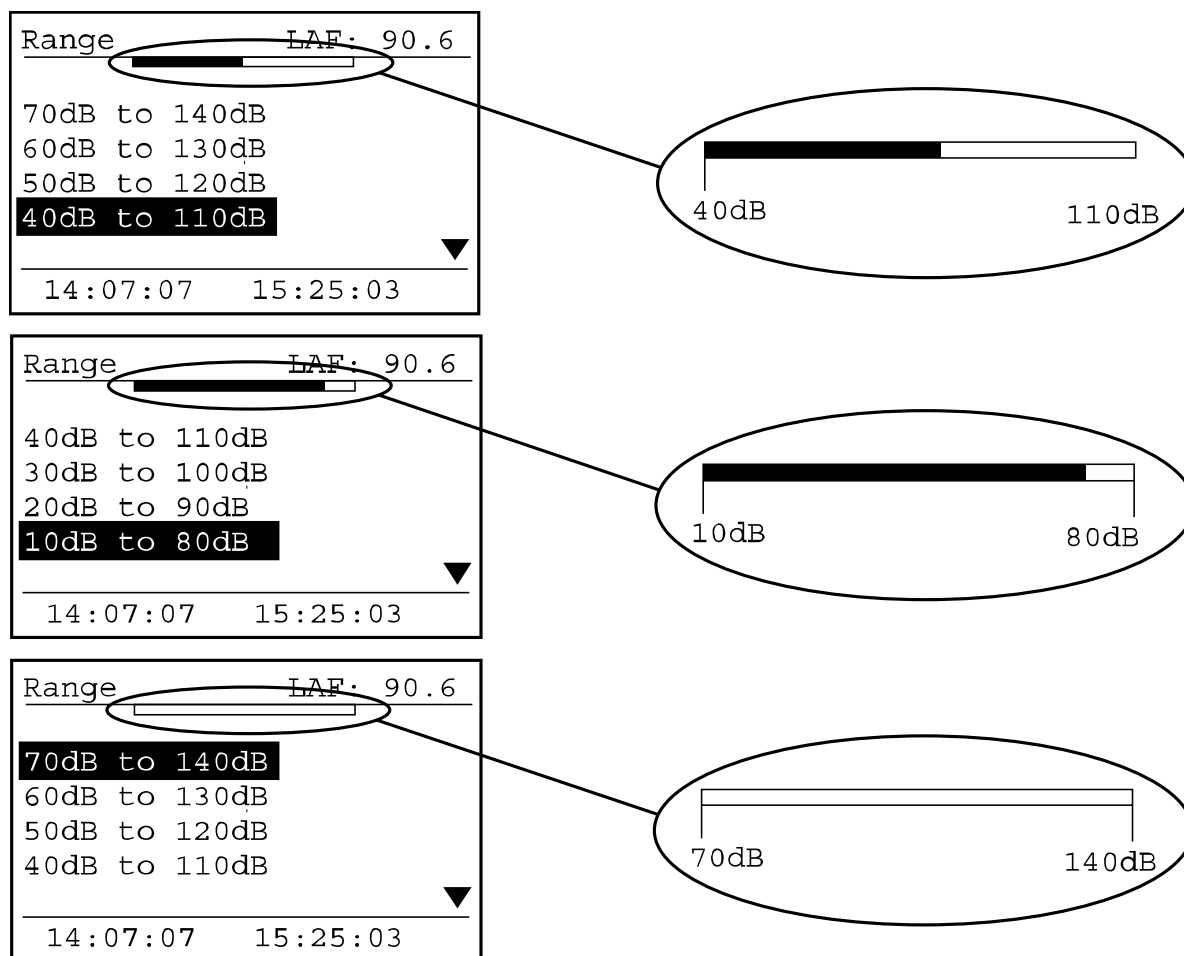 Range LAF: 90.6
70dB to 140dB
60dB to 130dB
50dB to 120dB
40dB to 110dB
14:07:07 15:25:03
40dB 110dB
Range LAF: 90.6
40dB to 110dB
30dB to 100dB
20dB to 90dB
10dB to 80dB
14:07:07 15:25:03
10dB 80dB
Range LAF: 90.6
70dB to 140dB
60dB to 130dB
50dB to 120dB
40dB to 110dB
14:07:07 15:25:03
70dB 140dB